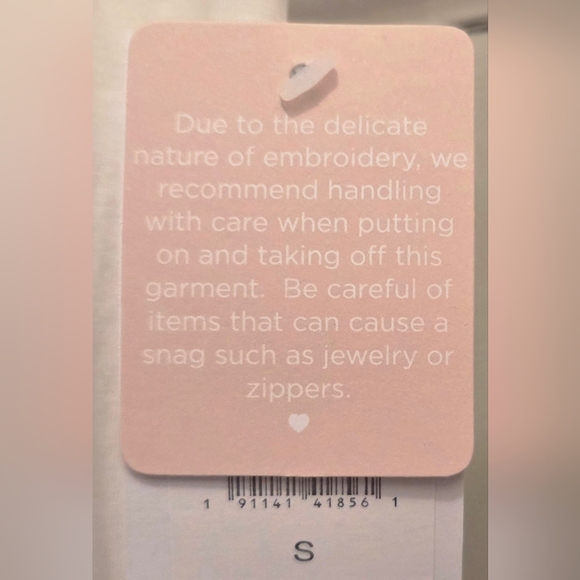 Due to the delicate
nature of embroidery, we
recommend handling
with care when putting
on and taking off this
garment. Be careful of
items that can cause a
snag such as jewelry or
zippers.
1 91141 41856 1
S